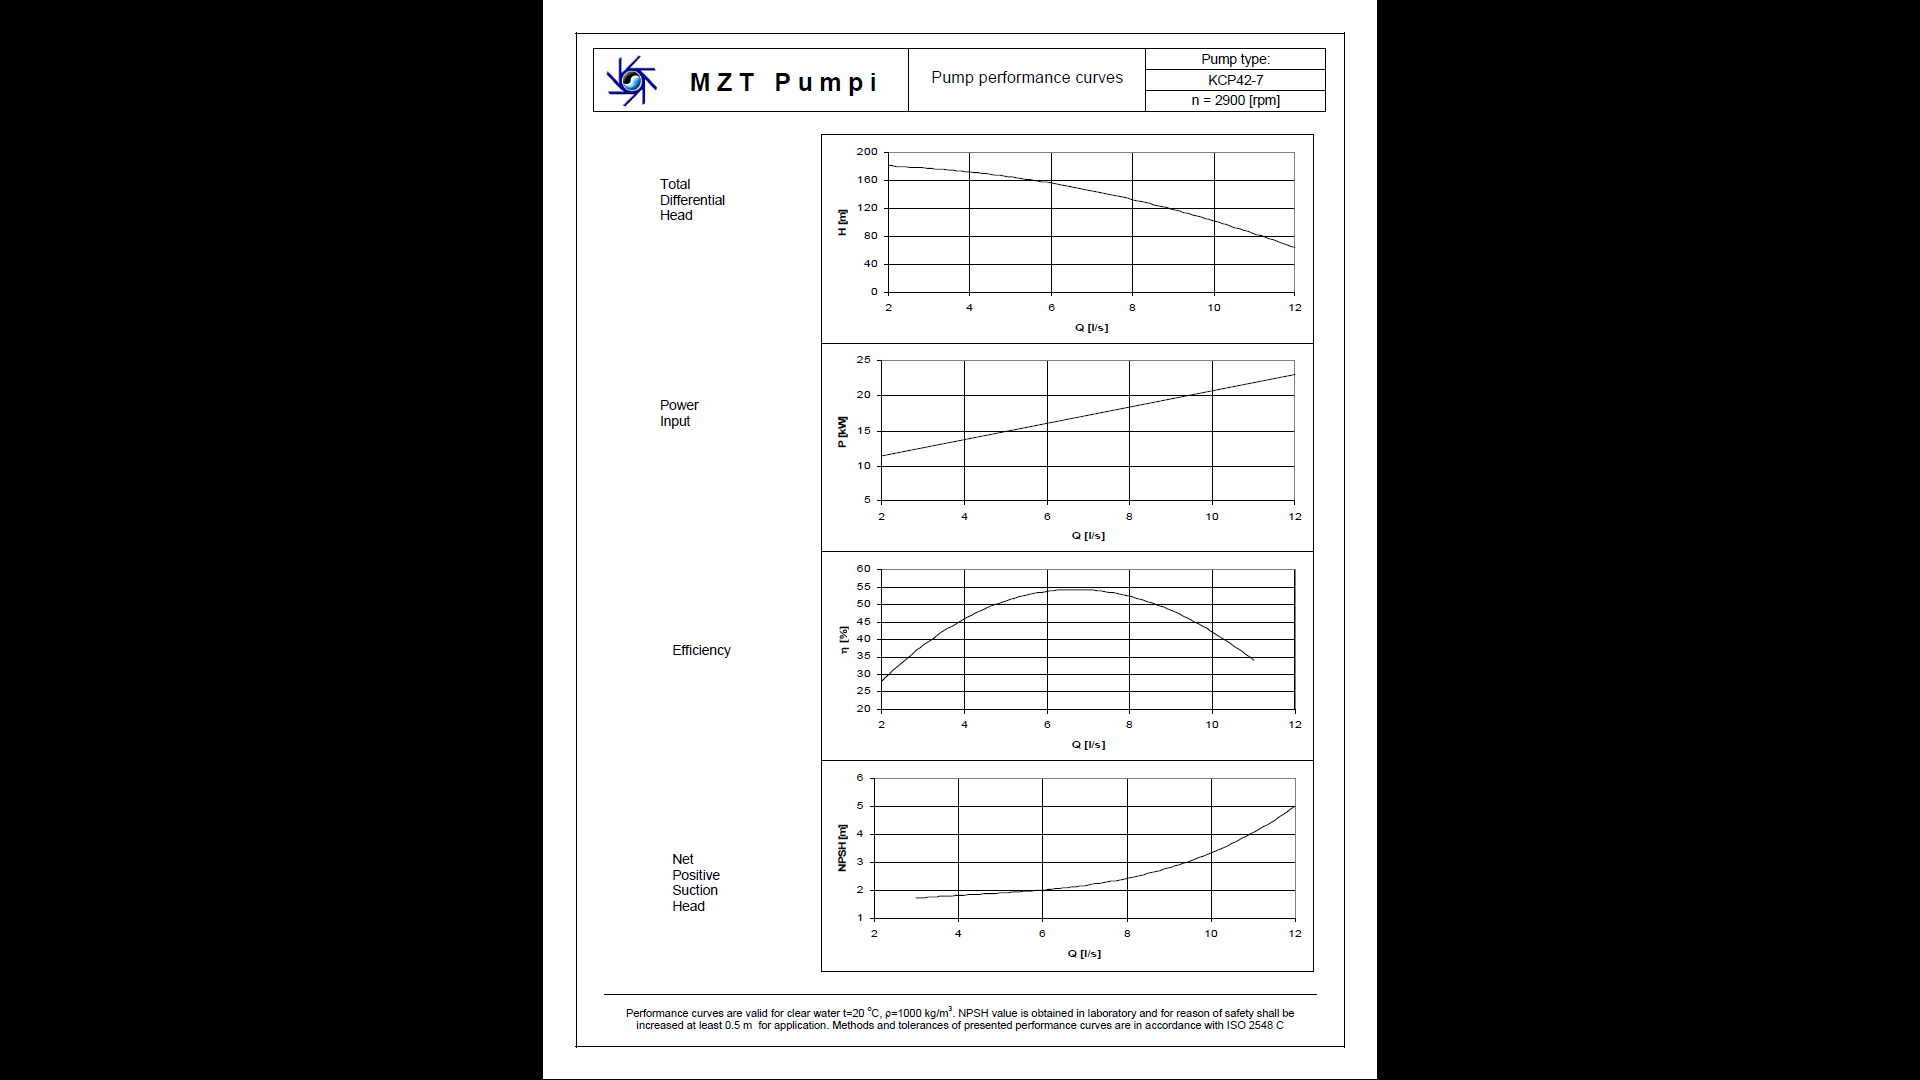 MZT Pumpi
Pump performance curves
Pump type:
KCP42-7
n = 2900 [rpm]
Total
Differential
Head
H [m]
200
160
120
80
40
0
2 4 6 8 10 12
Q [l/s]
Power
Input
P [kW]
25
20
15
10
5
2 4 6 8 10 12
Q [l/s]
Efficiency
η [%]
60
55
50
45
40
35
30
25
20
2 4 6 8 10 12
Q [l/s]
Net
Positive
Suction
Head
NPSH [m]
6
5
4
3
2
1
2 4 6 8 10 12
Q [l/s]
Performance curves are valid for clear water t=20 °C, ρ=1000 kg/m³. NPSH value is obtained in laboratory and for reason of safety shall be
increased at least 0.5 m for application. Methods and tolerances of presented performance curves are in accordance with ISO 2548 C